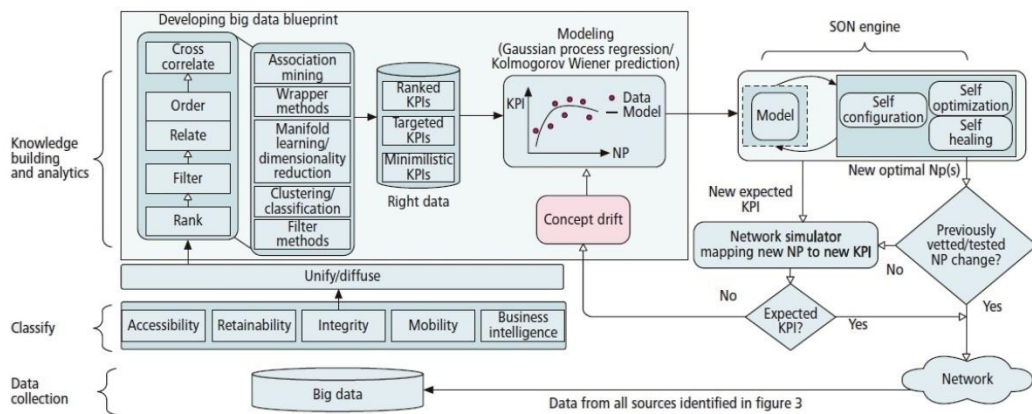 Developing big data blueprint
Cross
correlate
Order
Relate
Filter
Rank
Association
mining
Wrapper
methods
Manifold
learning/
dimensionality
reduction
Clustering/
classification
Filter
methods
Ranked
KPIs
Targeted
KPIs
Minimilistic
KPIs
Right data
Modeling
(Gaussian process regression/
Kolmogorov Wiener prediction)
KPI
Data
Model
NP
Concept drift
SON engine
Model
Self
configuration
Self
optimization
Self
healing
New optimal Np(s)
New expected
KPI
Network simulator
mapping new NP to new KPI
No
Previously
vetted/tested
NP change?
Yes
No
Expected
KPI?
Yes
Knowledge
building
and analytics
Unify/diffuse
Classify
Accessibility
Retainability
Integrity
Mobility
Business
intelligence
Data
collection
Big data
Data from all sources identified in figure 3
Network